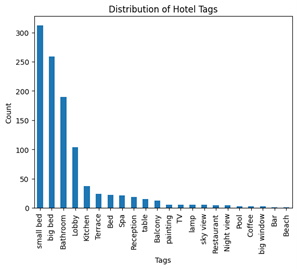 Distribution of Hotel Tags
300
250
200
150
100
50
0
Count
small bed
big bed
Bathroom
Lobby
Kitchen
Terrace
Bed
Spa
Reception
table
Balcony
painting
TV
lamp
sky view
Restaurant
Night view
Pool
Coffee
big window
Bar
Beach
Tags